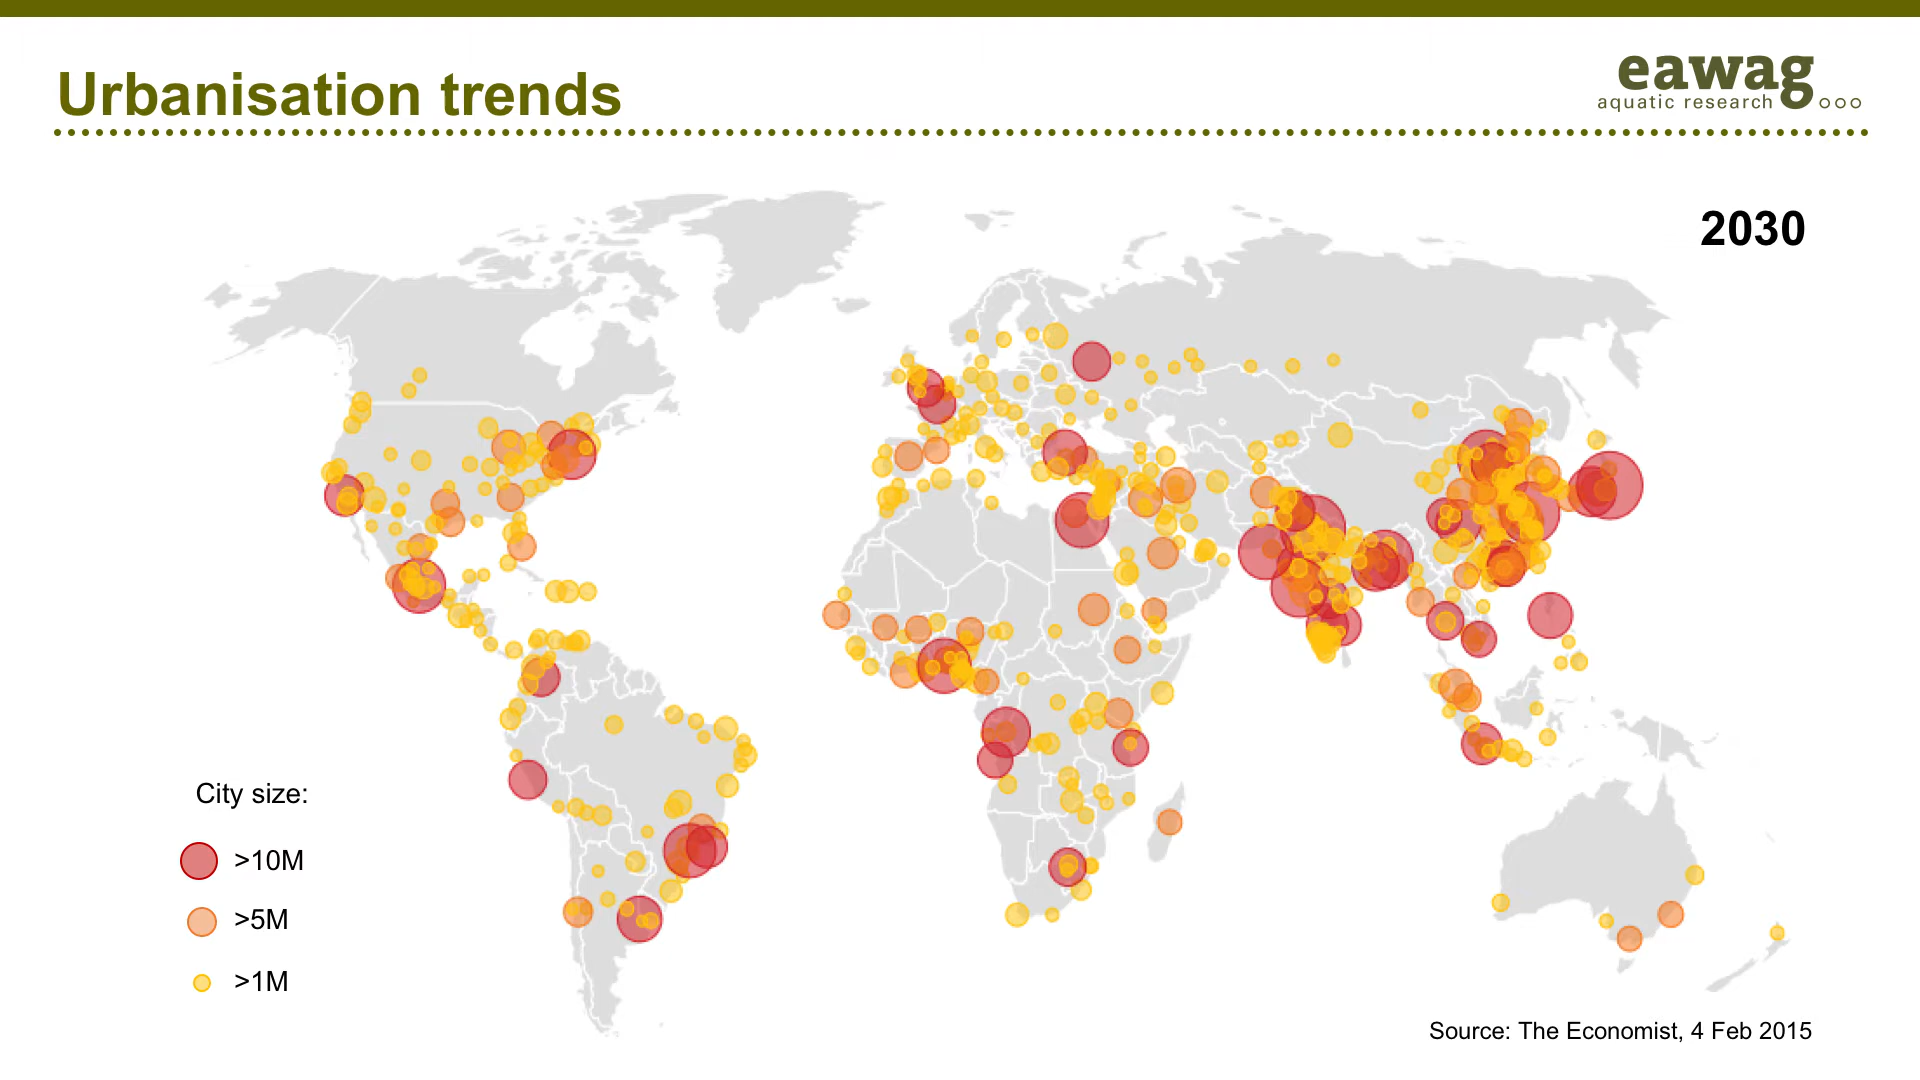 Urbanisation trends
eawag
aquatic research
2030
City size:
>10M
>5M
>1M
Source: The Economist, 4 Feb 2015